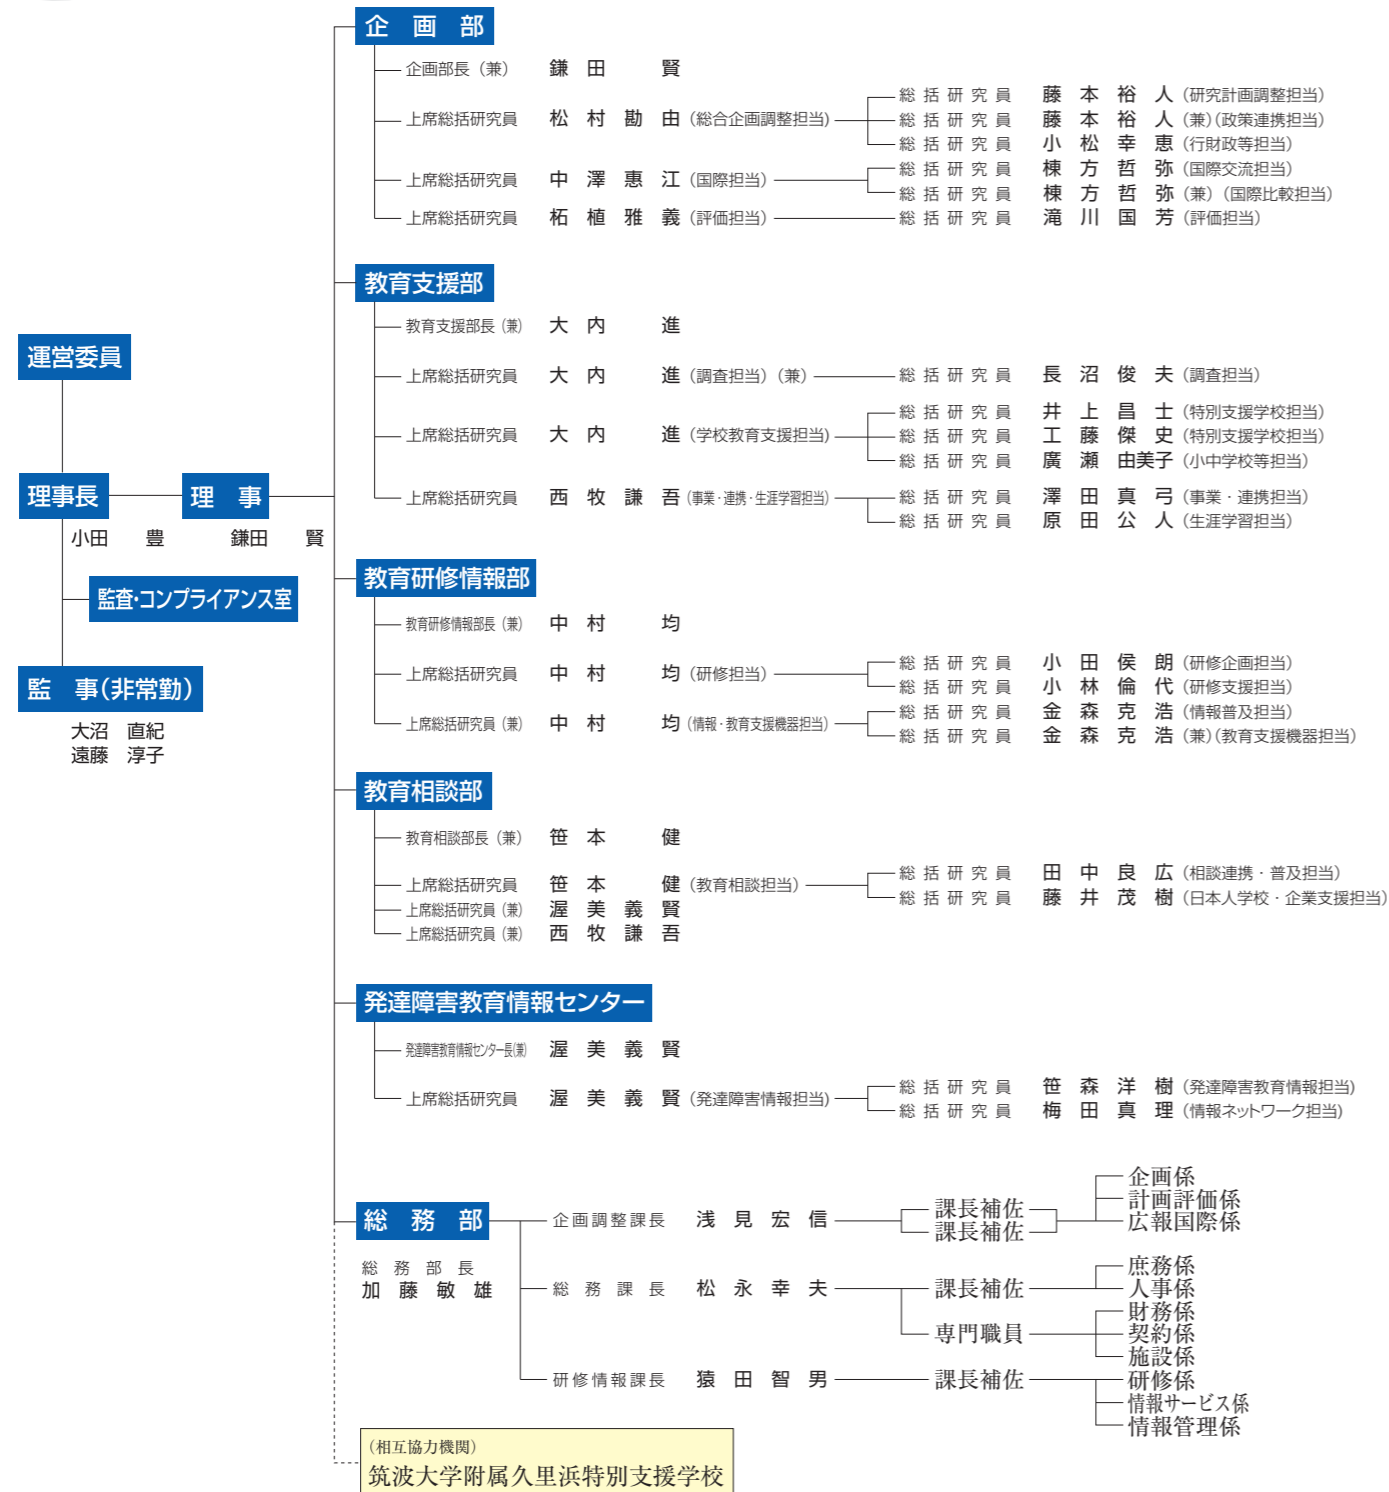 企 画 部
企画部長（兼） 鎌 田 賢
上席総括研究員 松 村 勘 由（総合企画調整担当）
総 括 研 究 員 藤 本 裕 人（研究計画調整担当）
総 括 研 究 員 藤 本 裕 人（兼）（政策連携担当）
総 括 研 究 員 小 松 幸 恵（行財政等担当）
上席総括研究員 中 澤 惠 江（国際担当）
総 括 研 究 員 棟 方 哲 弥（国際交流担当）
総 括 研 究 員 棟 方 哲 弥（兼）（国際比較担当）
上席総括研究員 柘 植 雅 義（評価担当）
総 括 研 究 員 滝 川 国 芳（評価担当）
教育支援部
教育支援部長（兼） 大 内 進
上席総括研究員 大 内 進（調査担当）（兼）
総 括 研 究 員 長 沼 俊 夫（調査担当）
上席総括研究員 大 内 進（学校教育支援担当）
総 括 研 究 員 井 上 昌 士（特別支援学校担当）
総 括 研 究 員 工 藤 傑 史（特別支援学校担当）
総 括 研 究 員 廣 瀬 由美子（小中学校等担当）
上席総括研究員 西 牧 謙 吾（事業・連携・生涯学習担当）
総 括 研 究 員 澤 田 真 弓（事業・連携担当）
総 括 研 究 員 原 田 公 人（生涯学習担当）
運営委員
理事長
小田 豊
理 事
鎌田 賢
監査・コンプライアンス室
監 事（非常勤）
大沼 直紀
遠藤 淳子
教育研修情報部
教育研修情報部長（兼） 中 村 均
上席総括研究員 中 村 均（研修担当）
総 括 研 究 員 小 田 侯 朗（研修企画担当）
総 括 研 究 員 小 林 倫 代（研修支援担当）
上席総括研究員（兼） 中 村 均（情報・教育支援機器担当）
総 括 研 究 員 金 森 克 浩（情報普及担当）
総 括 研 究 員 金 森 克 浩（兼）（教育支援機器担当）
教育相談部
教育相談部長（兼） 笹 本 健
上席総括研究員 笹 本 健（教育相談担当）
総 括 研 究 員 田 中 良 広（相談連携・普及担当）
総 括 研 究 員 藤 井 茂 樹（日本人学校・企業支援担当）
上席総括研究員（兼） 渥 美 義 賢
上席総括研究員（兼） 西 牧 謙 吾
発達障害教育情報センター
発達障害教育情報センター長（兼） 渥 美 義 賢
上席総括研究員 渥 美 義 賢（発達障害情報担当）
総 括 研 究 員 笹 森 洋 樹（発達障害教育情報担当）
総 括 研 究 員 梅 田 真 理（情報ネットワーク担当）
総 務 部
総 務 部 長
加 藤 敏 雄
企画調整課長 浅 見 宏 信
課長補佐
課長補佐
企画係
計画評価係
広報国際係
総 務 課 長 松 永 幸 夫
課長補佐
庶務係
人事係
専門職員
財務係
契約係
施設係
研修情報課長 猿 田 智 男
課長補佐
研修係
情報サービス係
情報管理係
（相互協力機関）
筑波大学附属久里浜特別支援学校